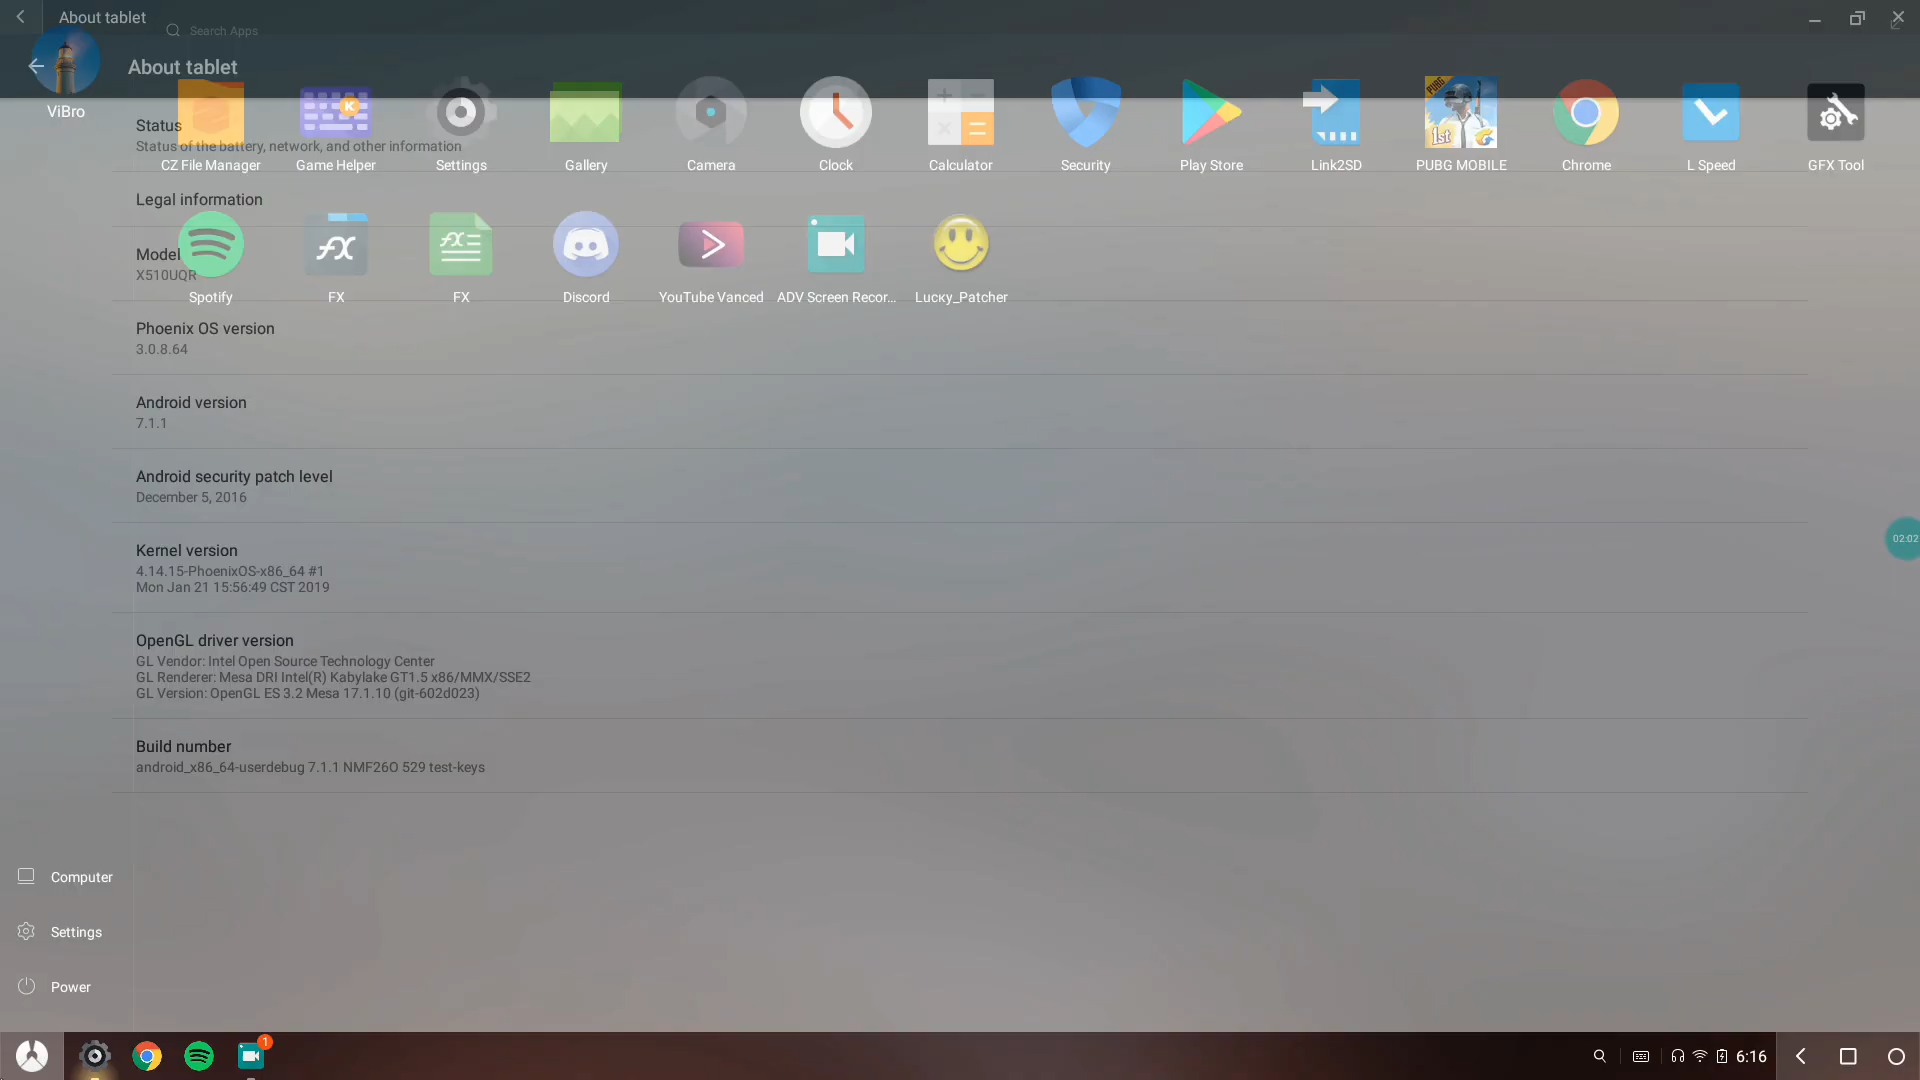 About tablet
Search Apps
About tablet
ViBro
Status
Status of the battery, network, and other information
CZ File Manager
Game Helper
Settings
Gallery
Camera
Clock
Calculator
Security
Play Store
Link2SD
PUBG
1st
PUBG MOBILE
Chrome
L Speed
GFX Tool
Legal information
Model
X510UQR
K
fx
fx
Spotify
FX
FX
Discord
YouTube Vanced
ADV Screen Recor...
Lucкy_Patcher
Phoenix OS version
3.0.8.64
Android version
7.1.1
Android security patch level
December 5, 2016
Kernel version
4.14.15-PhoenixOS-x86_64 #1
Mon Jan 21 15:56:49 CST 2019
02:02
OpenGL driver version
GL Vendor: Intel Open Source Technology Center
GL Renderer: Mesa DRI Intel(R) Kabylake GT1.5 x86/MMX/SSE2
GL Version: OpenGL ES 3.2 Mesa 17.1.10 (git-602d023)
Build number
android_x86_64-userdebug 7.1.1 NMF26O 529 test-keys
Computer
Settings
Power
1
6:16